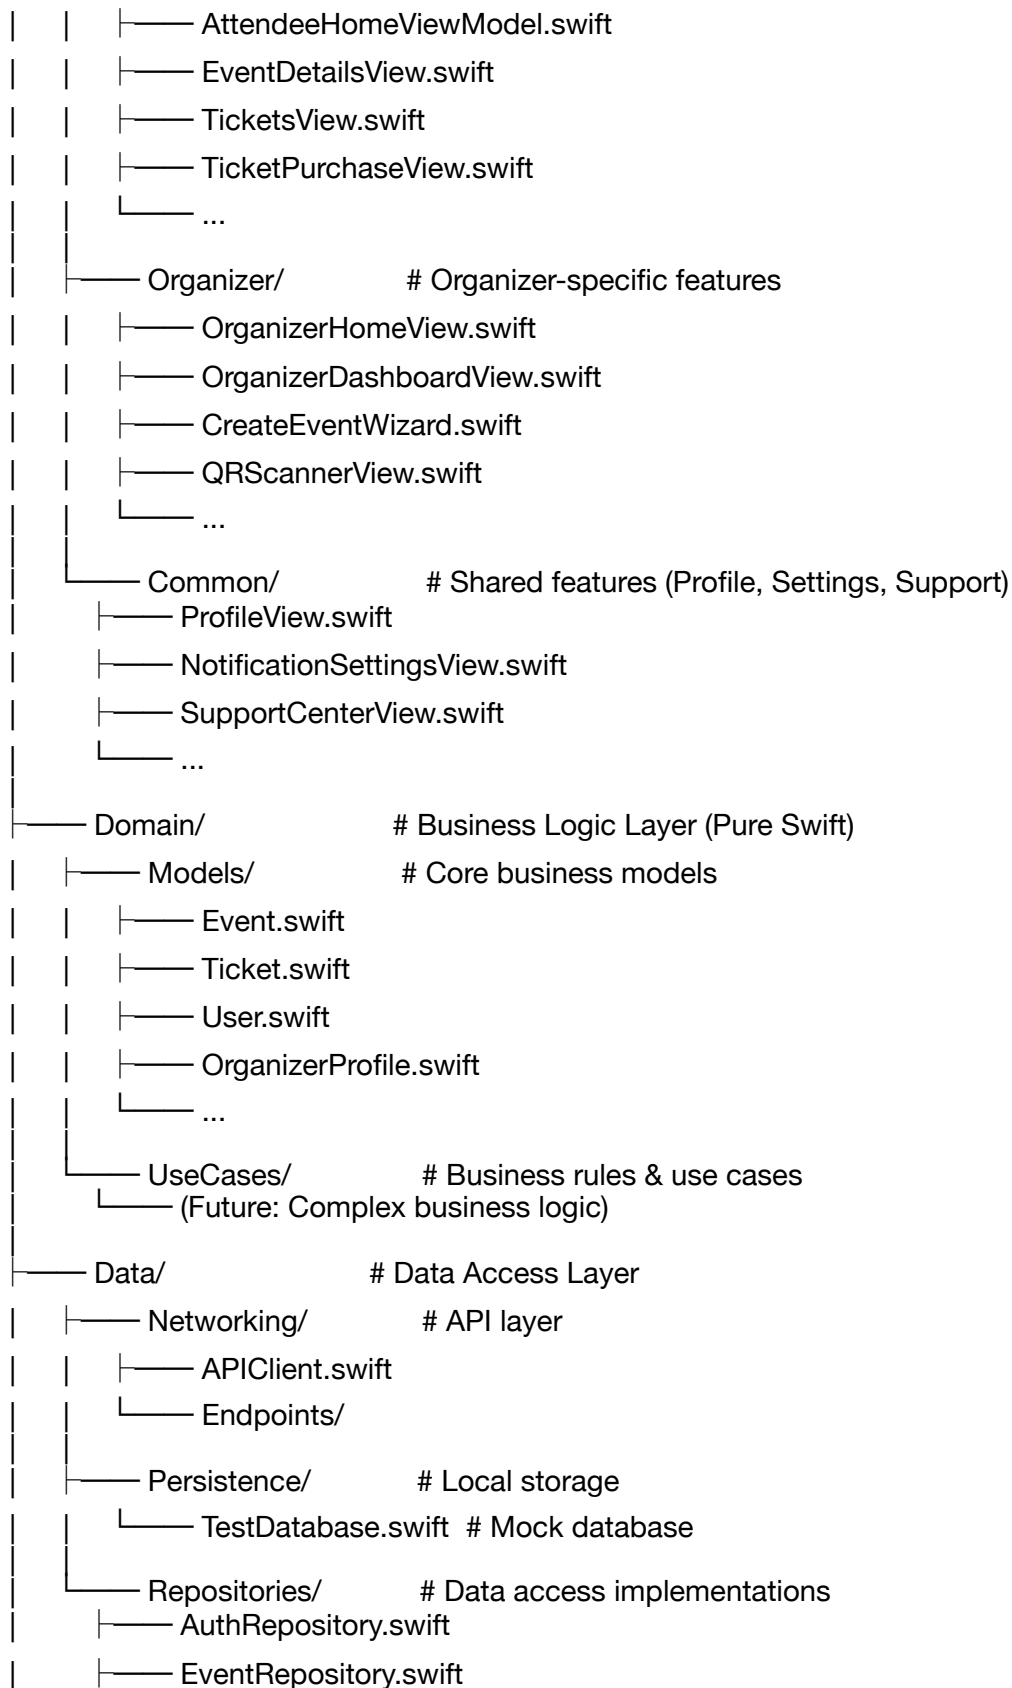 │   │   ├── AttendeeHomeViewModel.swift
│   │   ├── EventDetailsView.swift
│   │   ├── TicketsView.swift
│   │   ├── TicketPurchaseView.swift
│   │   └── ...
│   │
│   ├── Organizer/ # Organizer-specific features
│   │   ├── OrganizerHomeView.swift
│   │   ├── OrganizerDashboardView.swift
│   │   ├── CreateEventWizard.swift
│   │   ├── QRScannerView.swift
│   │   └── ...
│   │
│   └── Common/ # Shared features (Profile, Settings, Support)
│       ├── ProfileView.swift
│       ├── NotificationSettingsView.swift
│       ├── SupportCenterView.swift
│       └── ...
│
├── Domain/ # Business Logic Layer (Pure Swift)
│   ├── Models/ # Core business models
│   │   ├── Event.swift
│   │   ├── Ticket.swift
│   │   ├── User.swift
│   │   ├── OrganizerProfile.swift
│   │   └── ...
│   │
│   └── UseCases/ # Business rules & use cases
│       └── (Future: Complex business logic)
│
├── Data/ # Data Access Layer
│   ├── Networking/ # API layer
│   │   ├── APIClient.swift
│   │   └── Endpoints/
│   │
│   ├── Persistence/ # Local storage
│   │   └── TestDatabase.swift # Mock database
│   │
│   └── Repositories/ # Data access implementations
│       ├── AuthRepository.swift
│       ├── EventRepository.swift